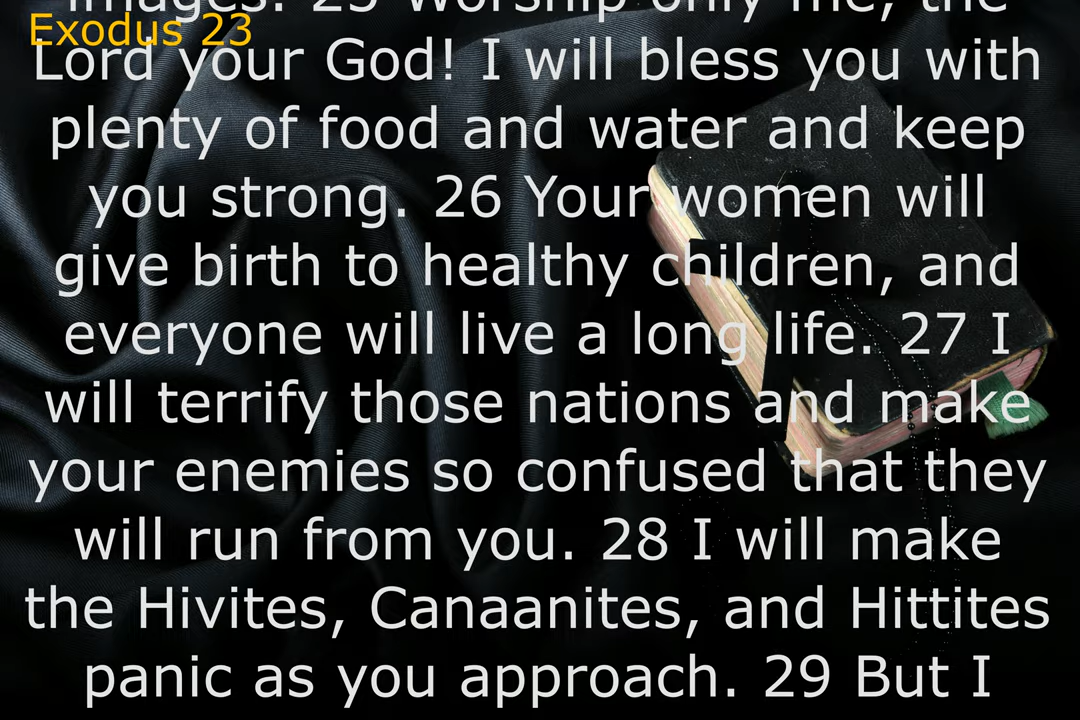 images. 25 Worship only me, the
Exodus 23
Lord your God! I will bless you with
plenty of food and water and keep
you strong. 26 Your women will
give birth to healthy children, and
everyone will live a long life. 27 I
will terrify those nations and make
your enemies so confused that they
will run from you. 28 I will make
the Hivites, Canaanites, and Hittites
panic as you approach. 29 But I